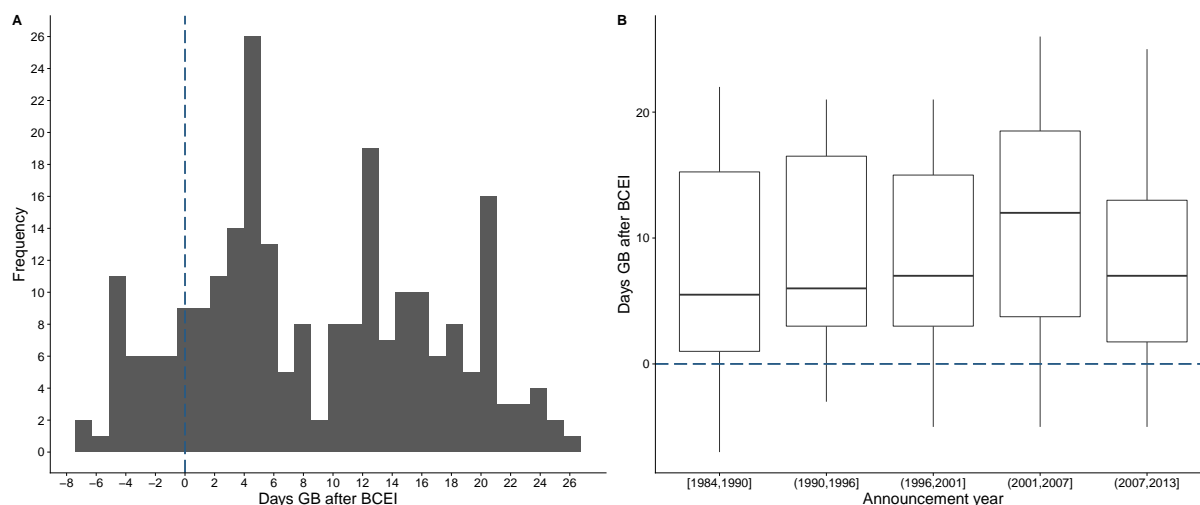 A
26
24
22
20
18
16
14
12
10
8
6
4
2
0
Frequency
−8 −6 −4 −2 0 2 4 6 8 10 12 14 16 18 20 22 24 26
Days GB after BCEI
B
20
10
0
Days GB after BCEI
[1984,1990] (1990,1996] (1996,2001] (2001,2007] (2007,2013]
Announcement year